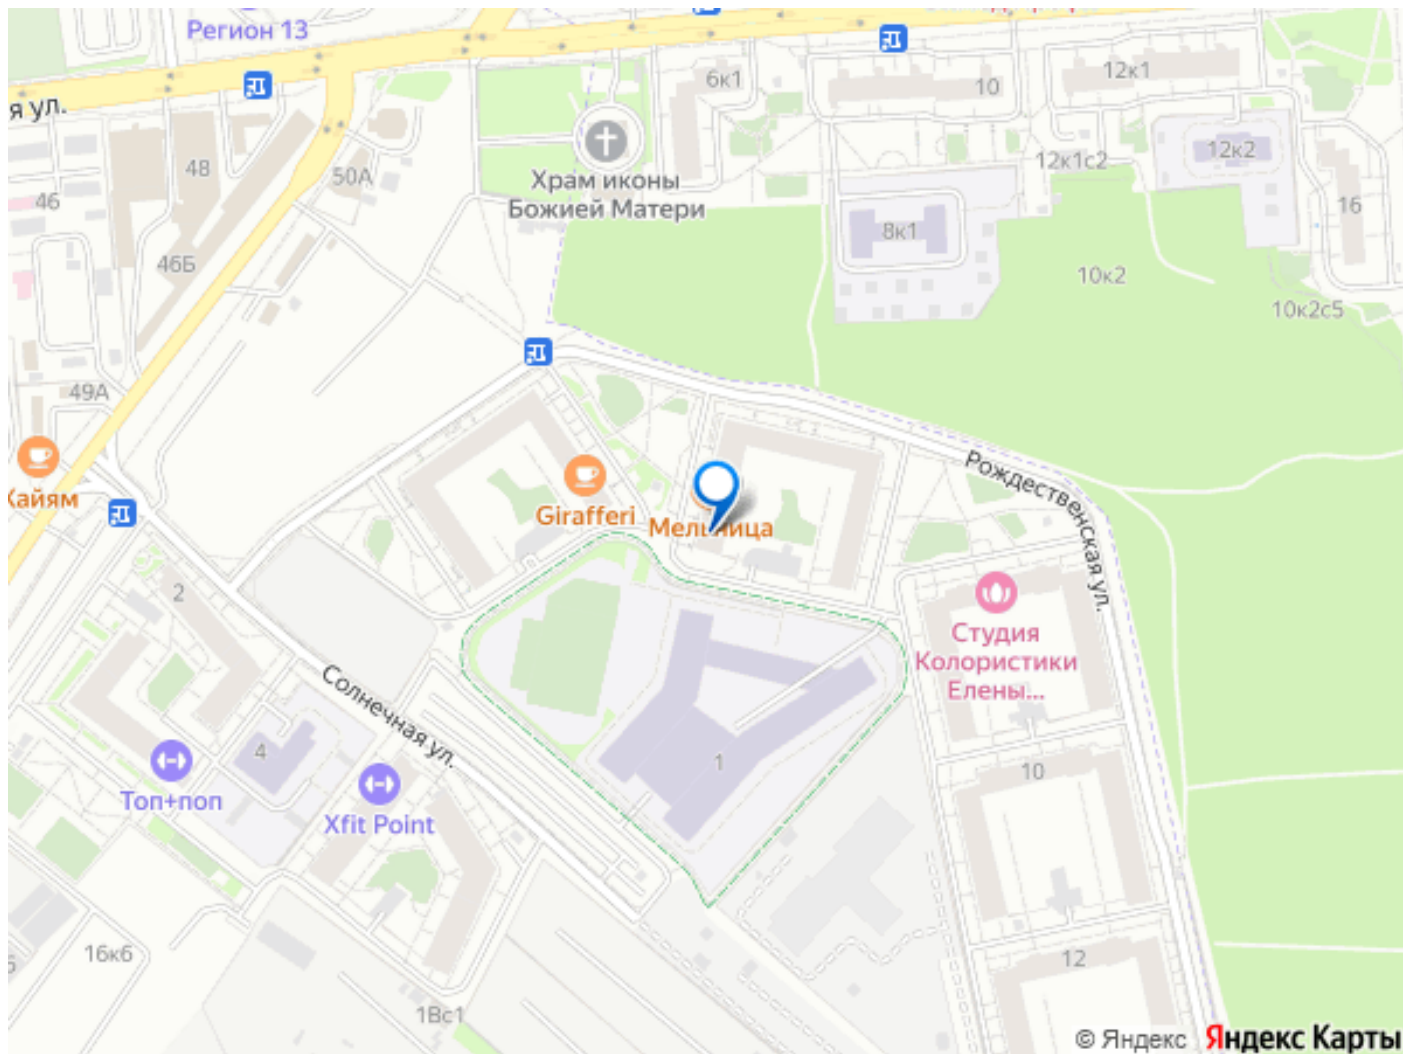 Регион 13
я ул.
6к1
10
12к1
48
50А
12к1с2
12к2
46
Храм иконы
Божией Матери
8к1
16
46Б
10к2
10к2с5
49А
Хайям
Girafferi
Мельница
Рождественская ул.
2
Студия
Колористики
Елены...
Солнечная ул.
4
1
10
Топ+поп
Xfit Point
16к6
12
1Вс1
© Яндекс
Яндекс Карты